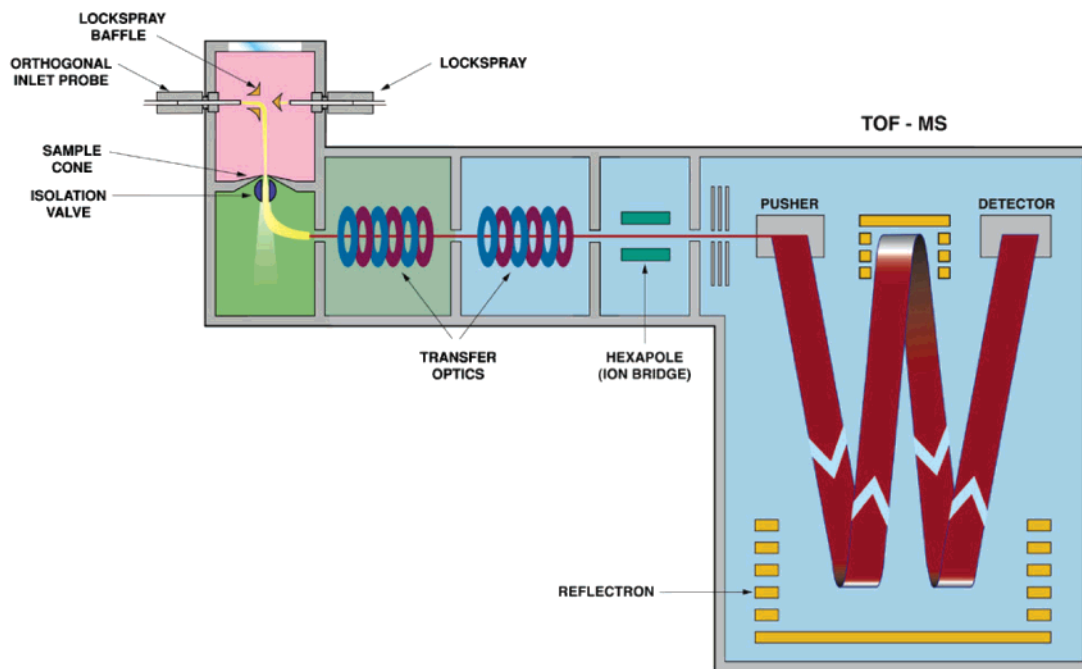 LOCKSPRAY
BAFFLE
ORTHOGONAL
INLET PROBE
LOCKSPRAY
SAMPLE
CONE
ISOLATION
VALVE
TOF - MS
PUSHER
DETECTOR
TRANSFER
OPTICS
HEXAPOLE
(ION BRIDGE)
REFLECTRON